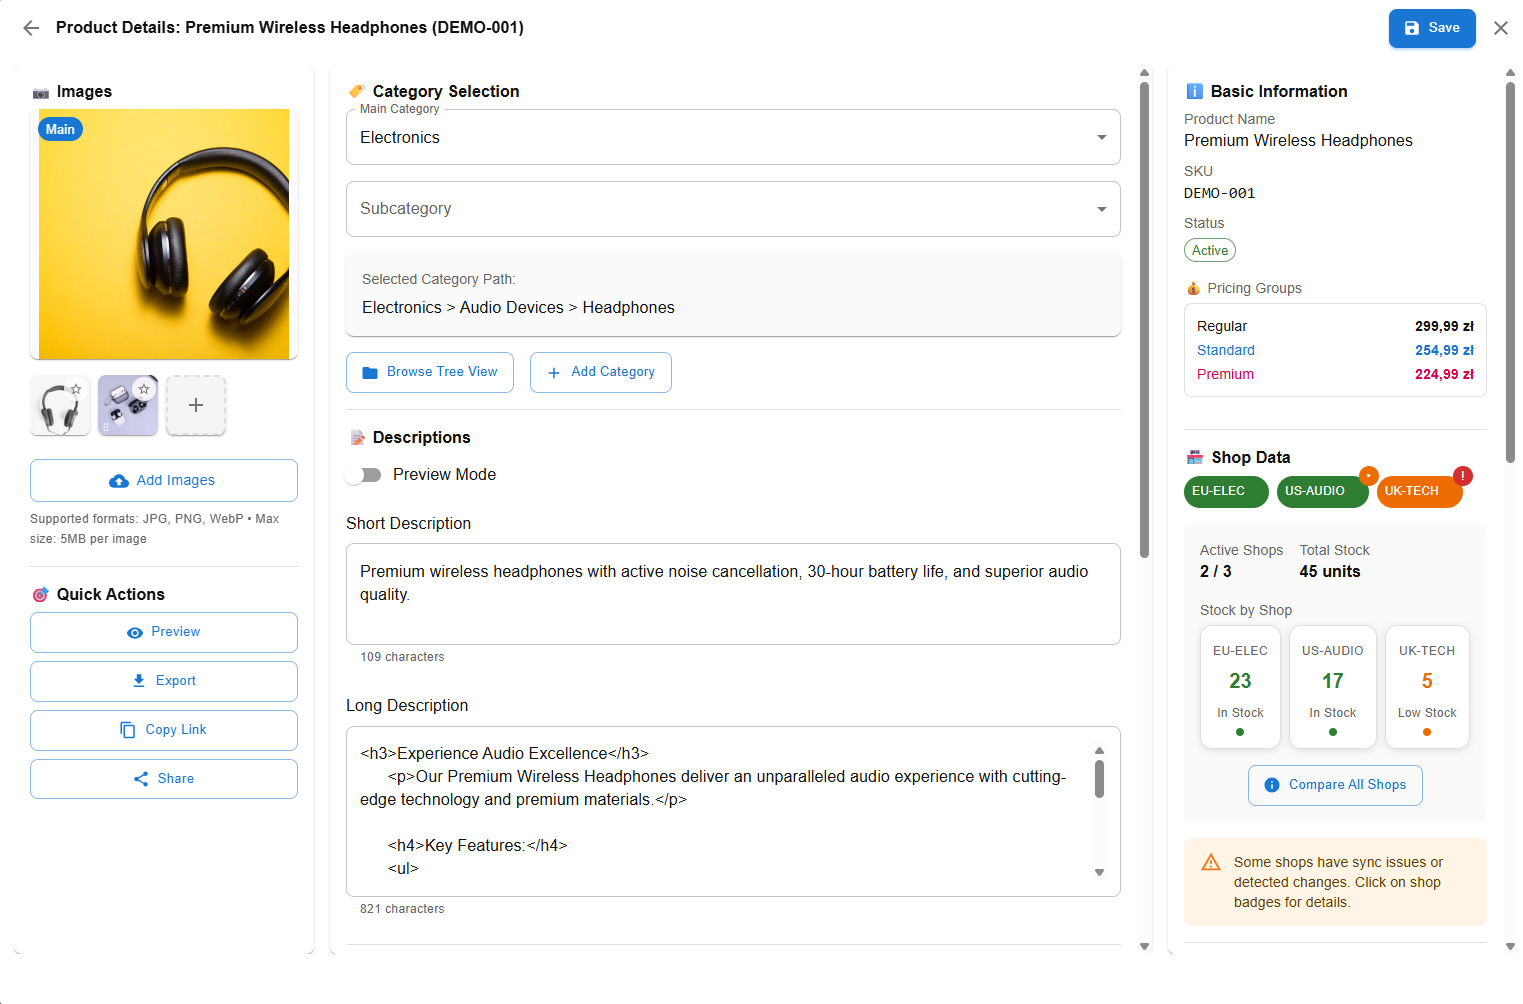 Product Details: Premium Wireless Headphones (DEMO-001)
Save
Images
Main
Add Images
Supported formats: JPG, PNG, WebP • Max
size: 5MB per image
Quick Actions
Preview
Export
Copy Link
Share
Category Selection
Main Category
Electronics
Subcategory
Selected Category Path:
Electronics > Audio Devices > Headphones
Browse Tree View
Add Category
Descriptions
Preview Mode
Short Description
Premium wireless headphones with active noise cancellation, 30-hour battery life, and superior audio
quality.
109 characters
Long Description
<h3>Experience Audio Excellence</h3>
<p>Our Premium Wireless Headphones deliver an unparalleled audio experience with cutting-
edge technology and premium materials.</p>
<h4>Key Features:</h4>
<ul>
821 characters
Basic Information
Product Name
Premium Wireless Headphones
SKU
DEMO-001
Status
Active
Pricing Groups
Regular 299,99 zł
Standard 254,99 zł
Premium 224,99 zł
Shop Data
EU-ELEC US-AUDIO • UK-TECH !
Active Shops Total Stock
2 / 3 45 units
Stock by Shop
EU-ELEC US-AUDIO UK-TECH
23 17 5
In Stock In Stock Low Stock
Compare All Shops
Some shops have sync issues or
detected changes. Click on shop
badges for details.